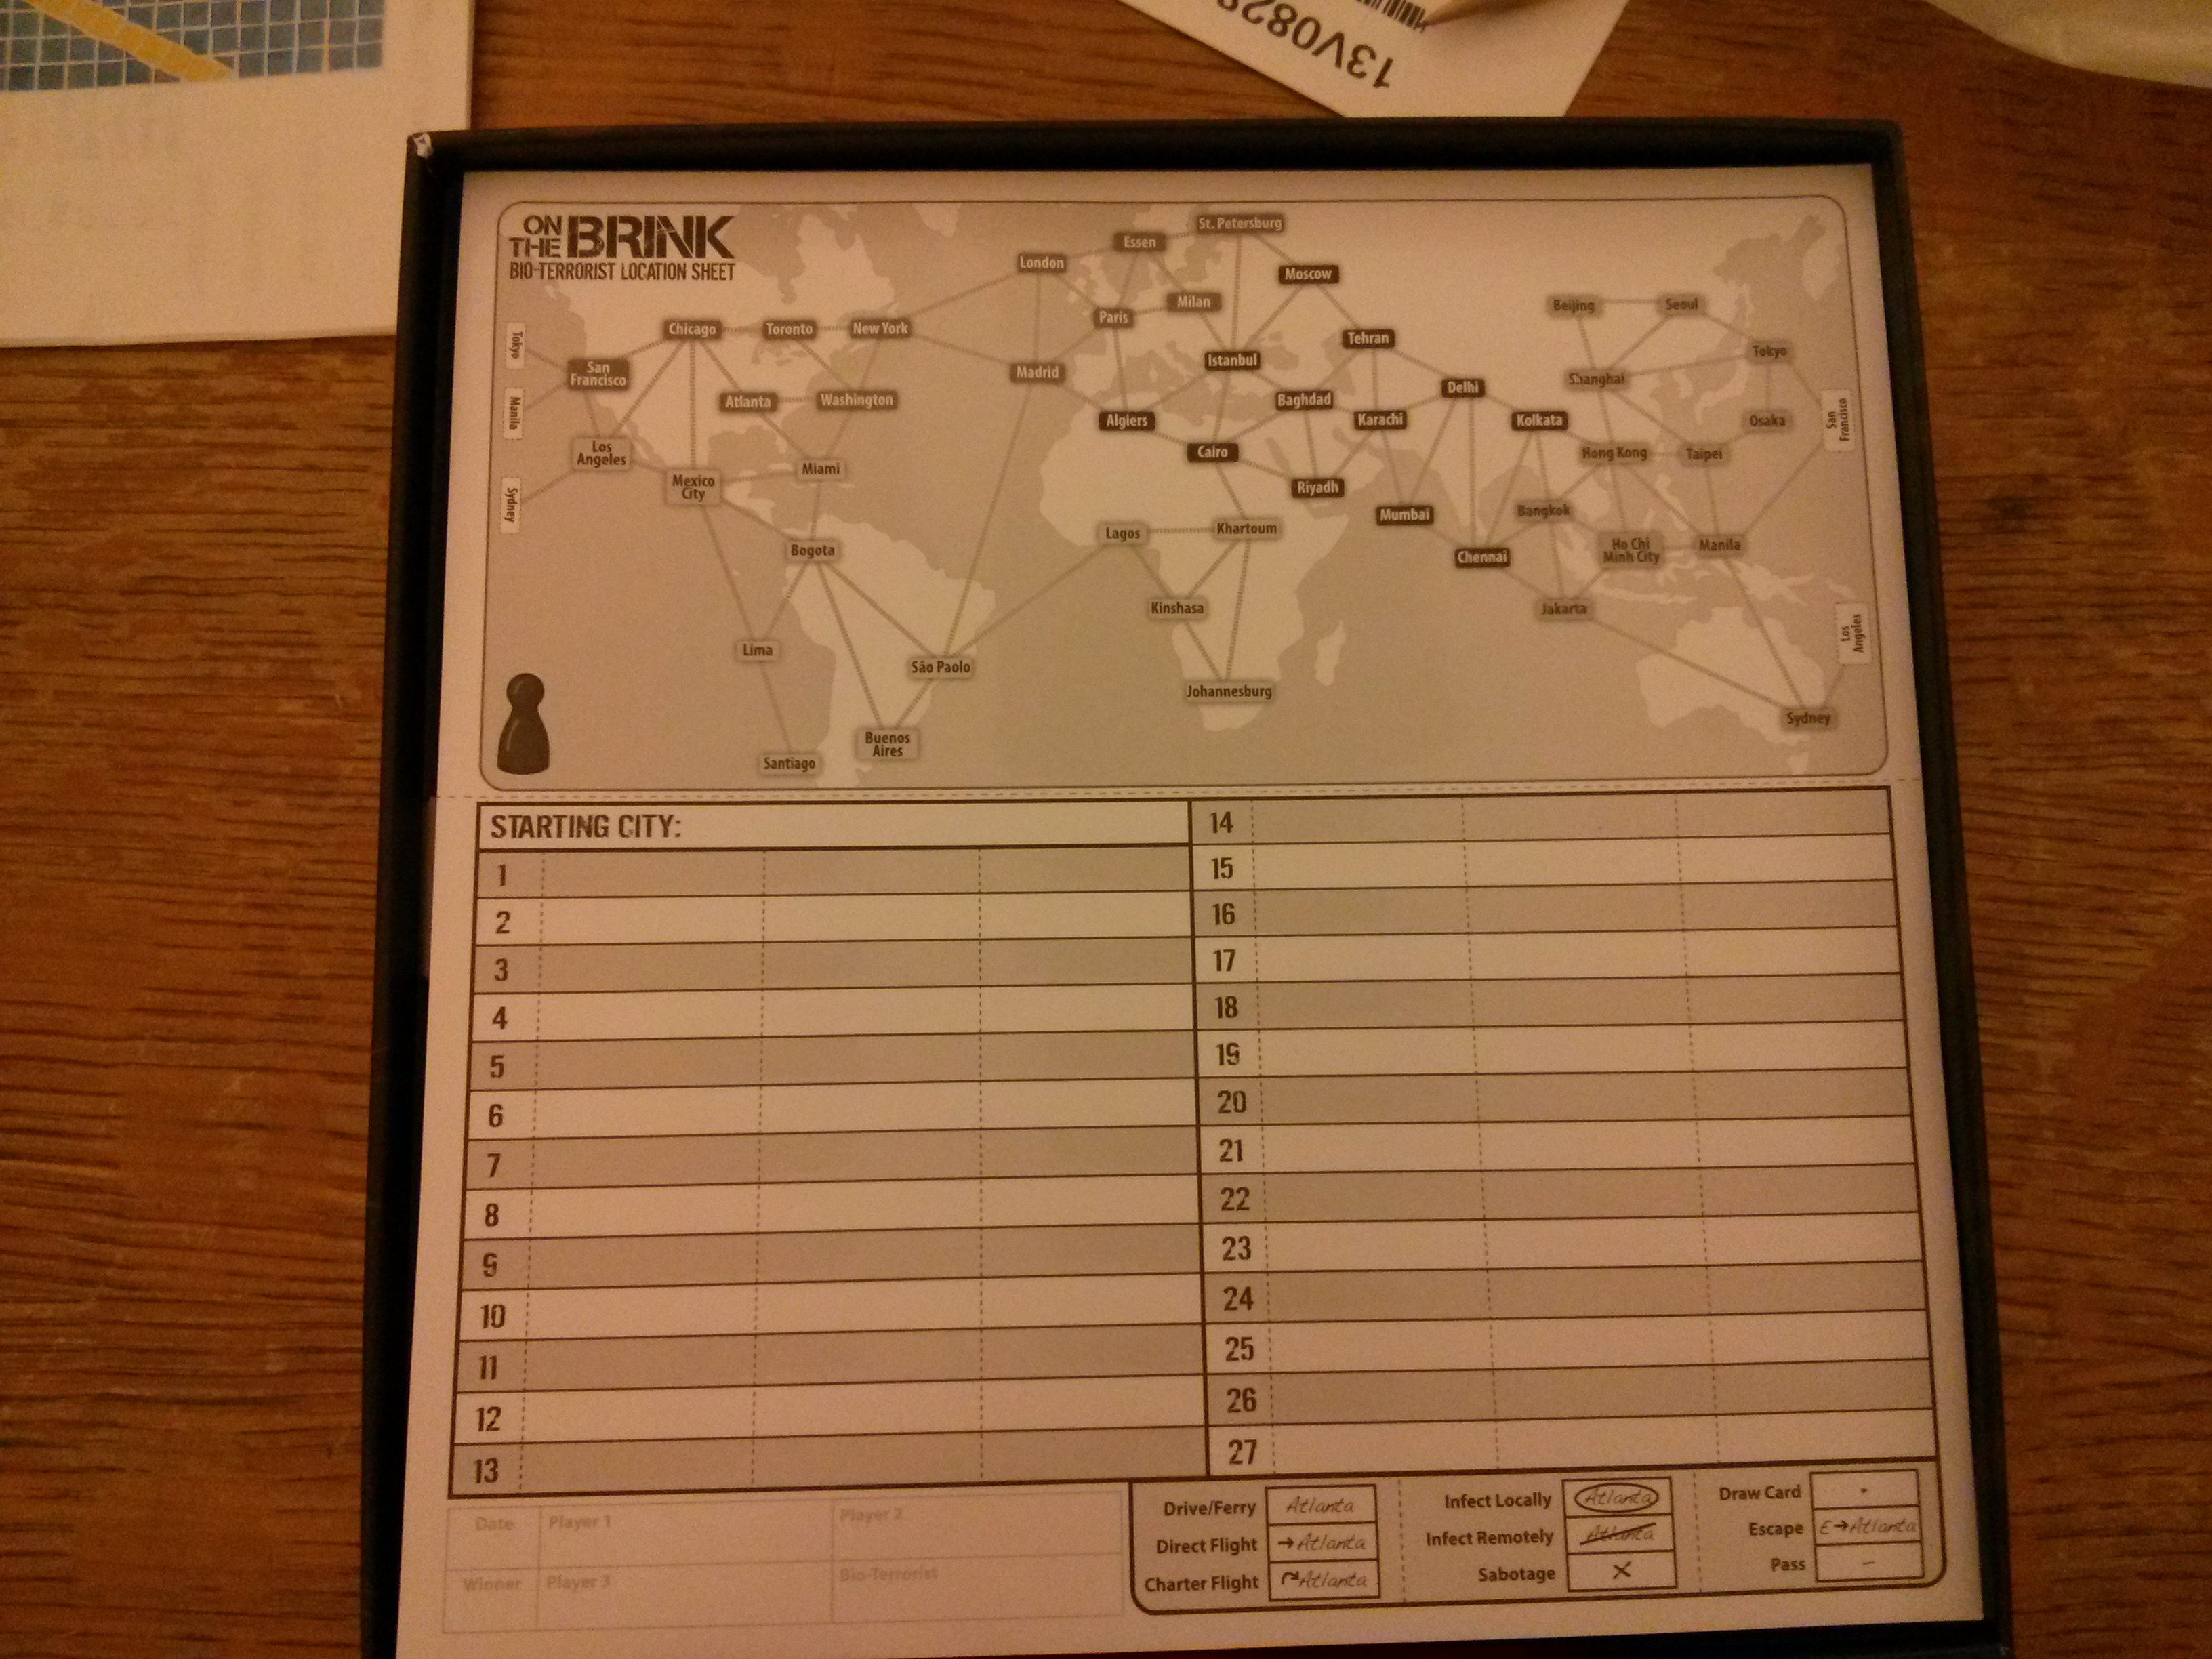 13V082
ON THE BRINK
BIO-TERRORIST LOCATION SHEET
St. Petersburg
Essen
London
Moscow
Milan
Beijing
Seoul
Paris
Chicago
Toronto
New York
Tehran
Tokyo
Istanbul
Tokyo
San
Francisco
Madrid
Shanghai
Delhi
Atlanta
Washington
Baghdad
Manila
Algiers
Karachi
Kolkata
Osaka
San
Francisco
Los
Angeles
Cairo
Hong Kong
Taipei
Miami
Mexico
City
Riyadh
Sydney
Mumbai
Bangkok
Lagos
Khartoum
Bogota
Chennai
Ho Chi
Minh City
Manila
Kinshasa
Jakarta
Los
Angeles
Lima
São Paolo
Johannesburg
Sydney
Buenos
Aires
Santiago
STARTING CITY:
1
2
3
4
5
6
7
8
9
10
11
12
13
14
15
16
17
18
19
20
21
22
23
24
25
26
27
Date
Player 1
Player 2
Winner
Player 3
Bio-Terrorist
Drive/Ferry Atlanta
Direct Flight →Atlanta
Charter Flight Atlanta
Infect Locally Atlanta
Infect Remotely Atlanta
Sabotage X
Draw Card •
Escape E→Atlanta
Pass –